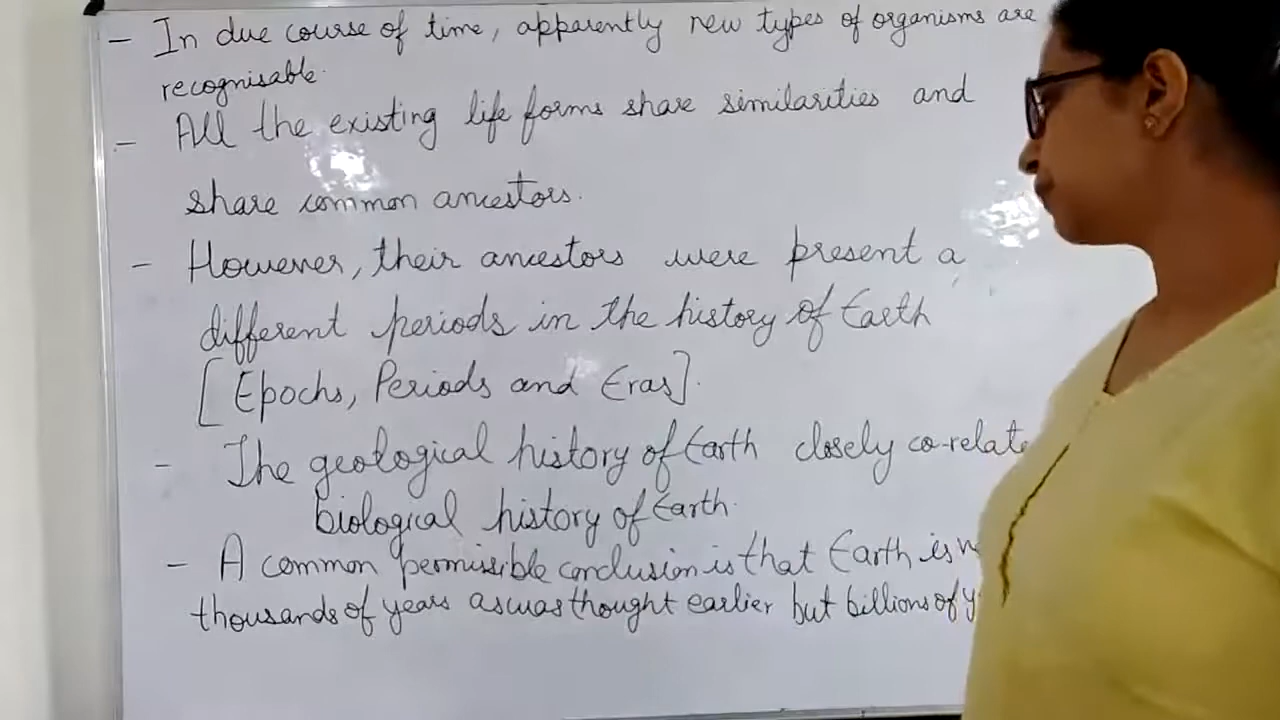 - In due course of time, apparently new types of organisms are
recognisable.
- All the existing life forms share similarities and
share common ancestors.
- However, their ancestors were present a
different periods in the history of Earth
[Epochs, Periods and Eras].
- The geological history of Earth closely co-relate
biological history of Earth.
- A common permissible conclusion is that Earth is
thousands of years as was thought earlier but billions of